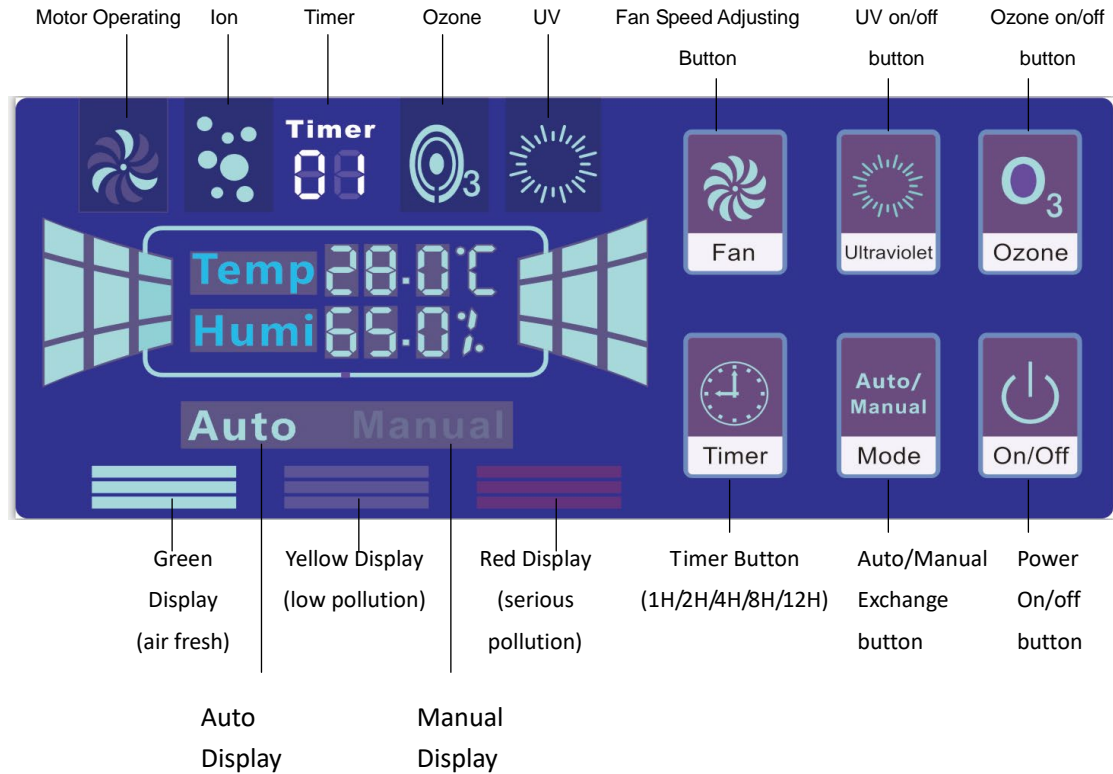 Motor Operating Ion Timer Ozone UV Fan Speed Adjusting Button UV on/off button Ozone on/off button
Timer
01
3
Temp 28.0℃
Humi 65.0%
Auto Manual
Fan
Ultraviolet
O3
Ozone
Timer
Auto/
Manual
Mode
On/Off
Green
Display
(air fresh)
Yellow Display
(low pollution)
Red Display
(serious
pollution)
Timer Button
(1H/2H/4H/8H/12H)
Auto/Manual
Exchange
button
Power
On/off
button
Auto
Display
Manual
Display